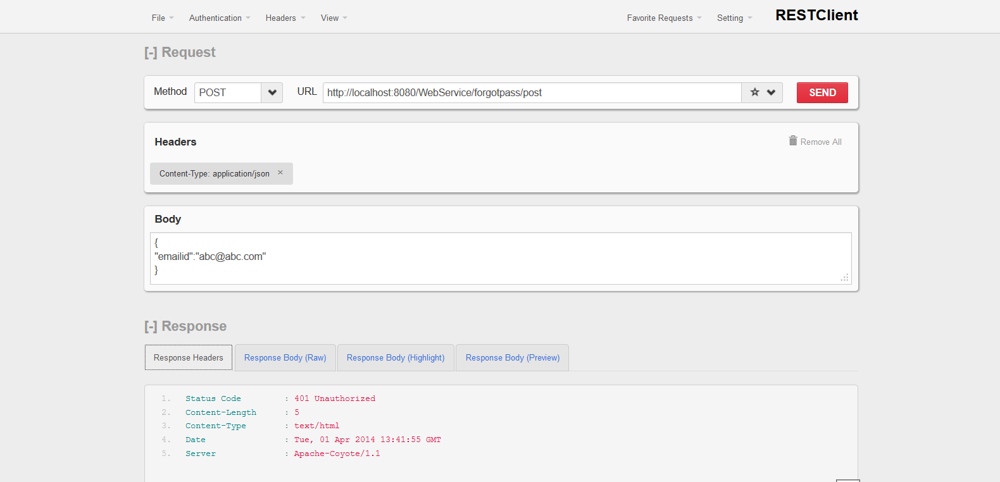 File Authentication Headers View Favorite Requests Setting RESTClient
[-] Request
Method POST URL http://localhost:8080/WebService/forgotpass/post SEND
Headers Remove All
Content-Type: application/json ×
Body
{
"emailid":"abc@abc.com"
}
[-] Response
Response Headers Response Body (Raw) Response Body (Highlight) Response Body (Preview)
1. Status Code : 401 Unauthorized
2. Content-Length : 5
3. Content-Type : text/html
4. Date : Tue, 01 Apr 2014 13:41:55 GMT
5. Server : Apache-Coyote/1.1